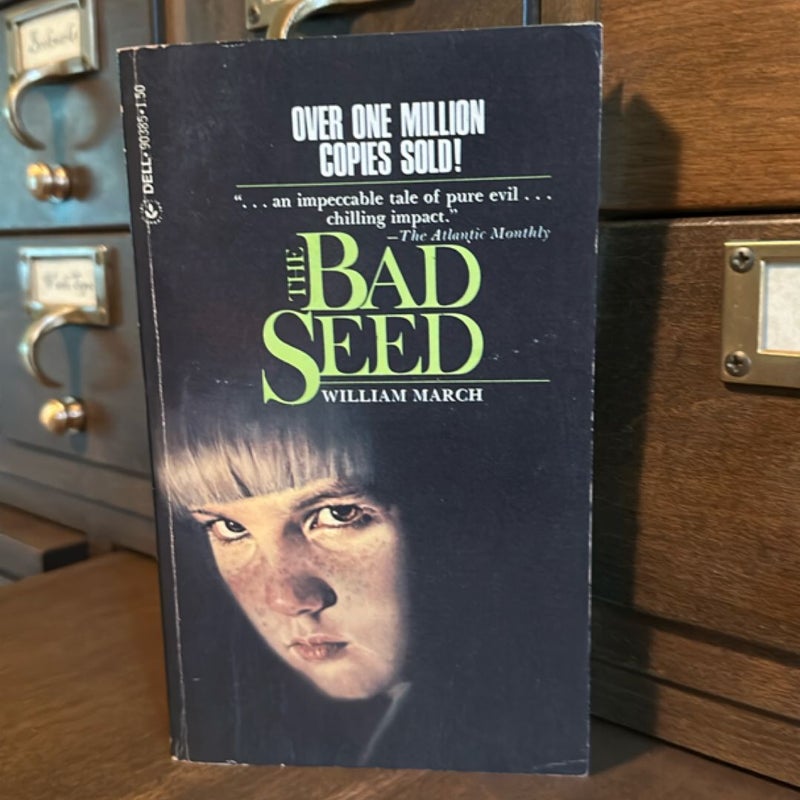 DELL • 90385 • 1.50
OVER ONE MILLION
COPIES SOLD!
“. . . an impeccable tale of pure evil . . .
chilling impact.”
—The Atlantic Monthly
THE
BAD
SEED
WILLIAM MARCH